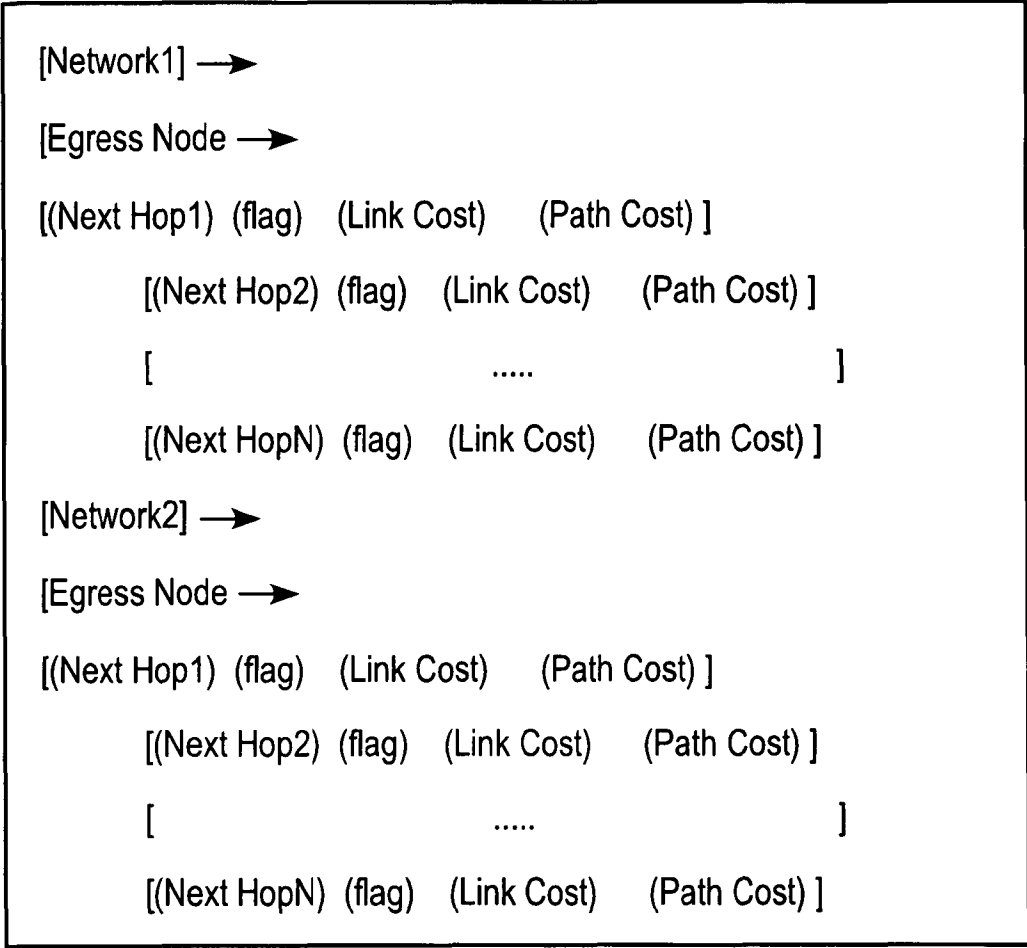 [Network1] →
[Egress Node →
[(Next Hop1) (flag) (Link Cost) (Path Cost) ]
[(Next Hop2) (flag) (Link Cost) (Path Cost) ]
[ ..... ]
[(Next HopN) (flag) (Link Cost) (Path Cost) ]
[Network2] →
[Egress Node →
[(Next Hop1) (flag) (Link Cost) (Path Cost) ]
[(Next Hop2) (flag) (Link Cost) (Path Cost) ]
[ ..... ]
[(Next HopN) (flag) (Link Cost) (Path Cost) ]